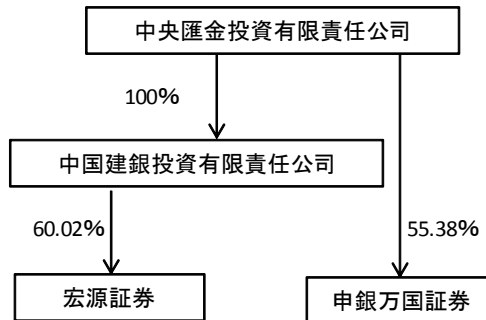 中央匯金投資有限責任公司
100%
中国建銀投資有限責任公司
60.02%
55.38%
宏源証券
申銀万国証券